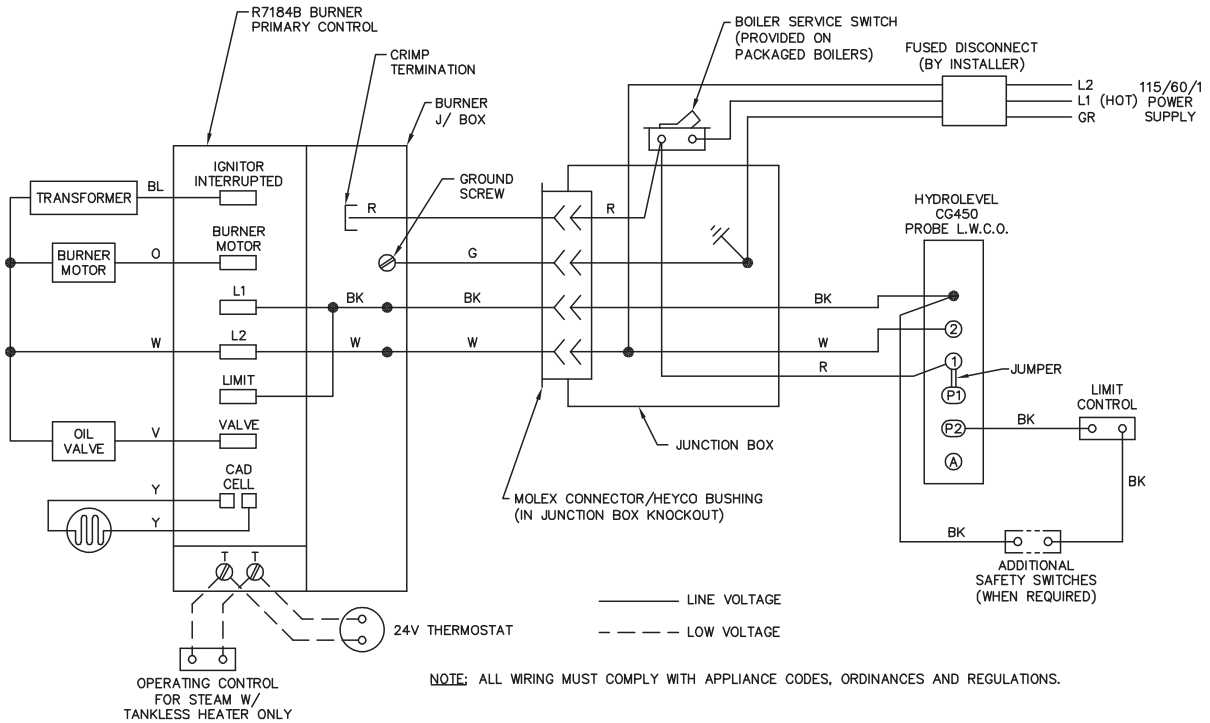 R7184B BURNER
PRIMARY CONTROL
CRIMP
TERMINATION
BURNER
J/ BOX
BOILER SERVICE SWITCH
(PROVIDED ON
PACKAGED BOILERS)
FUSED DISCONNECT
(BY INSTALLER)
L2
L1 (HOT)
GR
115/60/1
POWER
SUPPLY
IGNITOR
INTERRUPTED
TRANSFORMER
BL
GROUND
SCREW
R
R
HYDROLEVEL
CG450
PROBE L.W.C.O.
BURNER
MOTOR
BURNER
MOTOR
O
G
L1
BK
BK
BK
L2
W
W
W
W
2
R
1
JUMPER
P1
LIMIT
LIMIT
CONTROL
OIL
VALVE
V
VALVE
JUNCTION BOX
P2
BK
A
CAD
CELL
Y
Y
MOLEX CONNECTOR/HEYCO BUSHING
(IN JUNCTION BOX KNOCKOUT)
BK
BK
ADDITIONAL
SAFETY SWITCHES
(WHEN REQUIRED)
T
T
LINE VOLTAGE
LOW VOLTAGE
24V THERMOSTAT
OPERATING CONTROL
FOR STEAM W/
TANKLESS HEATER ONLY
NOTE: ALL WIRING MUST COMPLY WITH APPLIANCE CODES, ORDINANCES AND REGULATIONS.